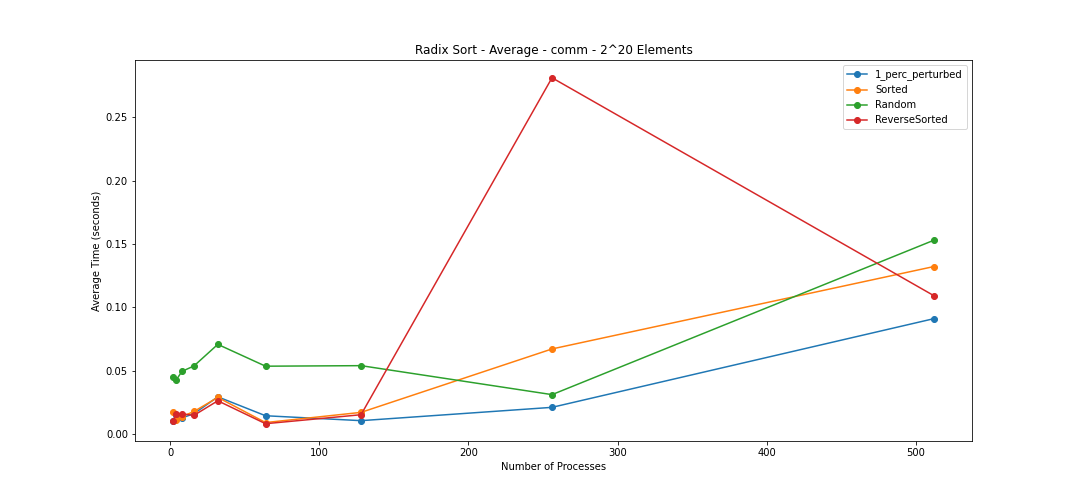 Radix Sort - Average - comm - 2^20 Elements
1_perc_perturbed
Sorted
Random
ReverseSorted
Average Time (seconds)
0.25
0.20
0.15
0.10
0.05
0.00
0 100 200 300 400 500
Number of Processes